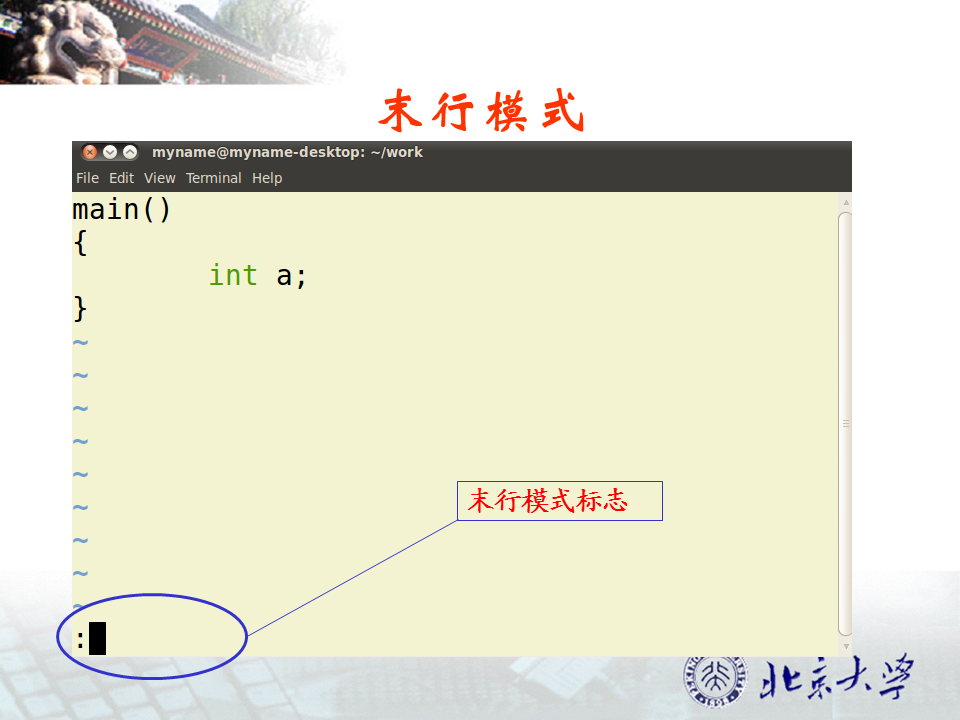 末行模式
myname@myname-desktop: ~/work
File Edit View Terminal Help
main()
{
int a;
}
~
~
~
~
~
~
~
~
~
末行模式标志
:
北京大学